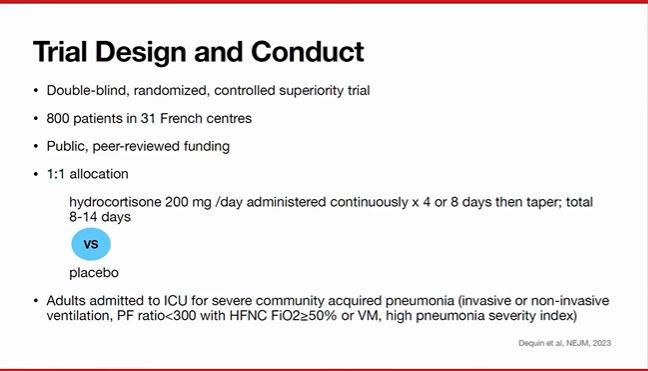 Trial Design and Conduct
• Double-blind, randomized, controlled superiority trial
• 800 patients in 31 French centres
• Public, peer-reviewed funding
• 1:1 allocation
hydrocortisone 200 mg /day administered continuously x 4 or 8 days then taper; total
8-14 days
VS
placebo
• Adults admitted to ICU for severe community acquired pneumonia (invasive or non-invasive
ventilation, PF ratio<300 with HFNC FiO2≥50% or VM, high pneumonia severity index)
Dequin et al, NEJM, 2023